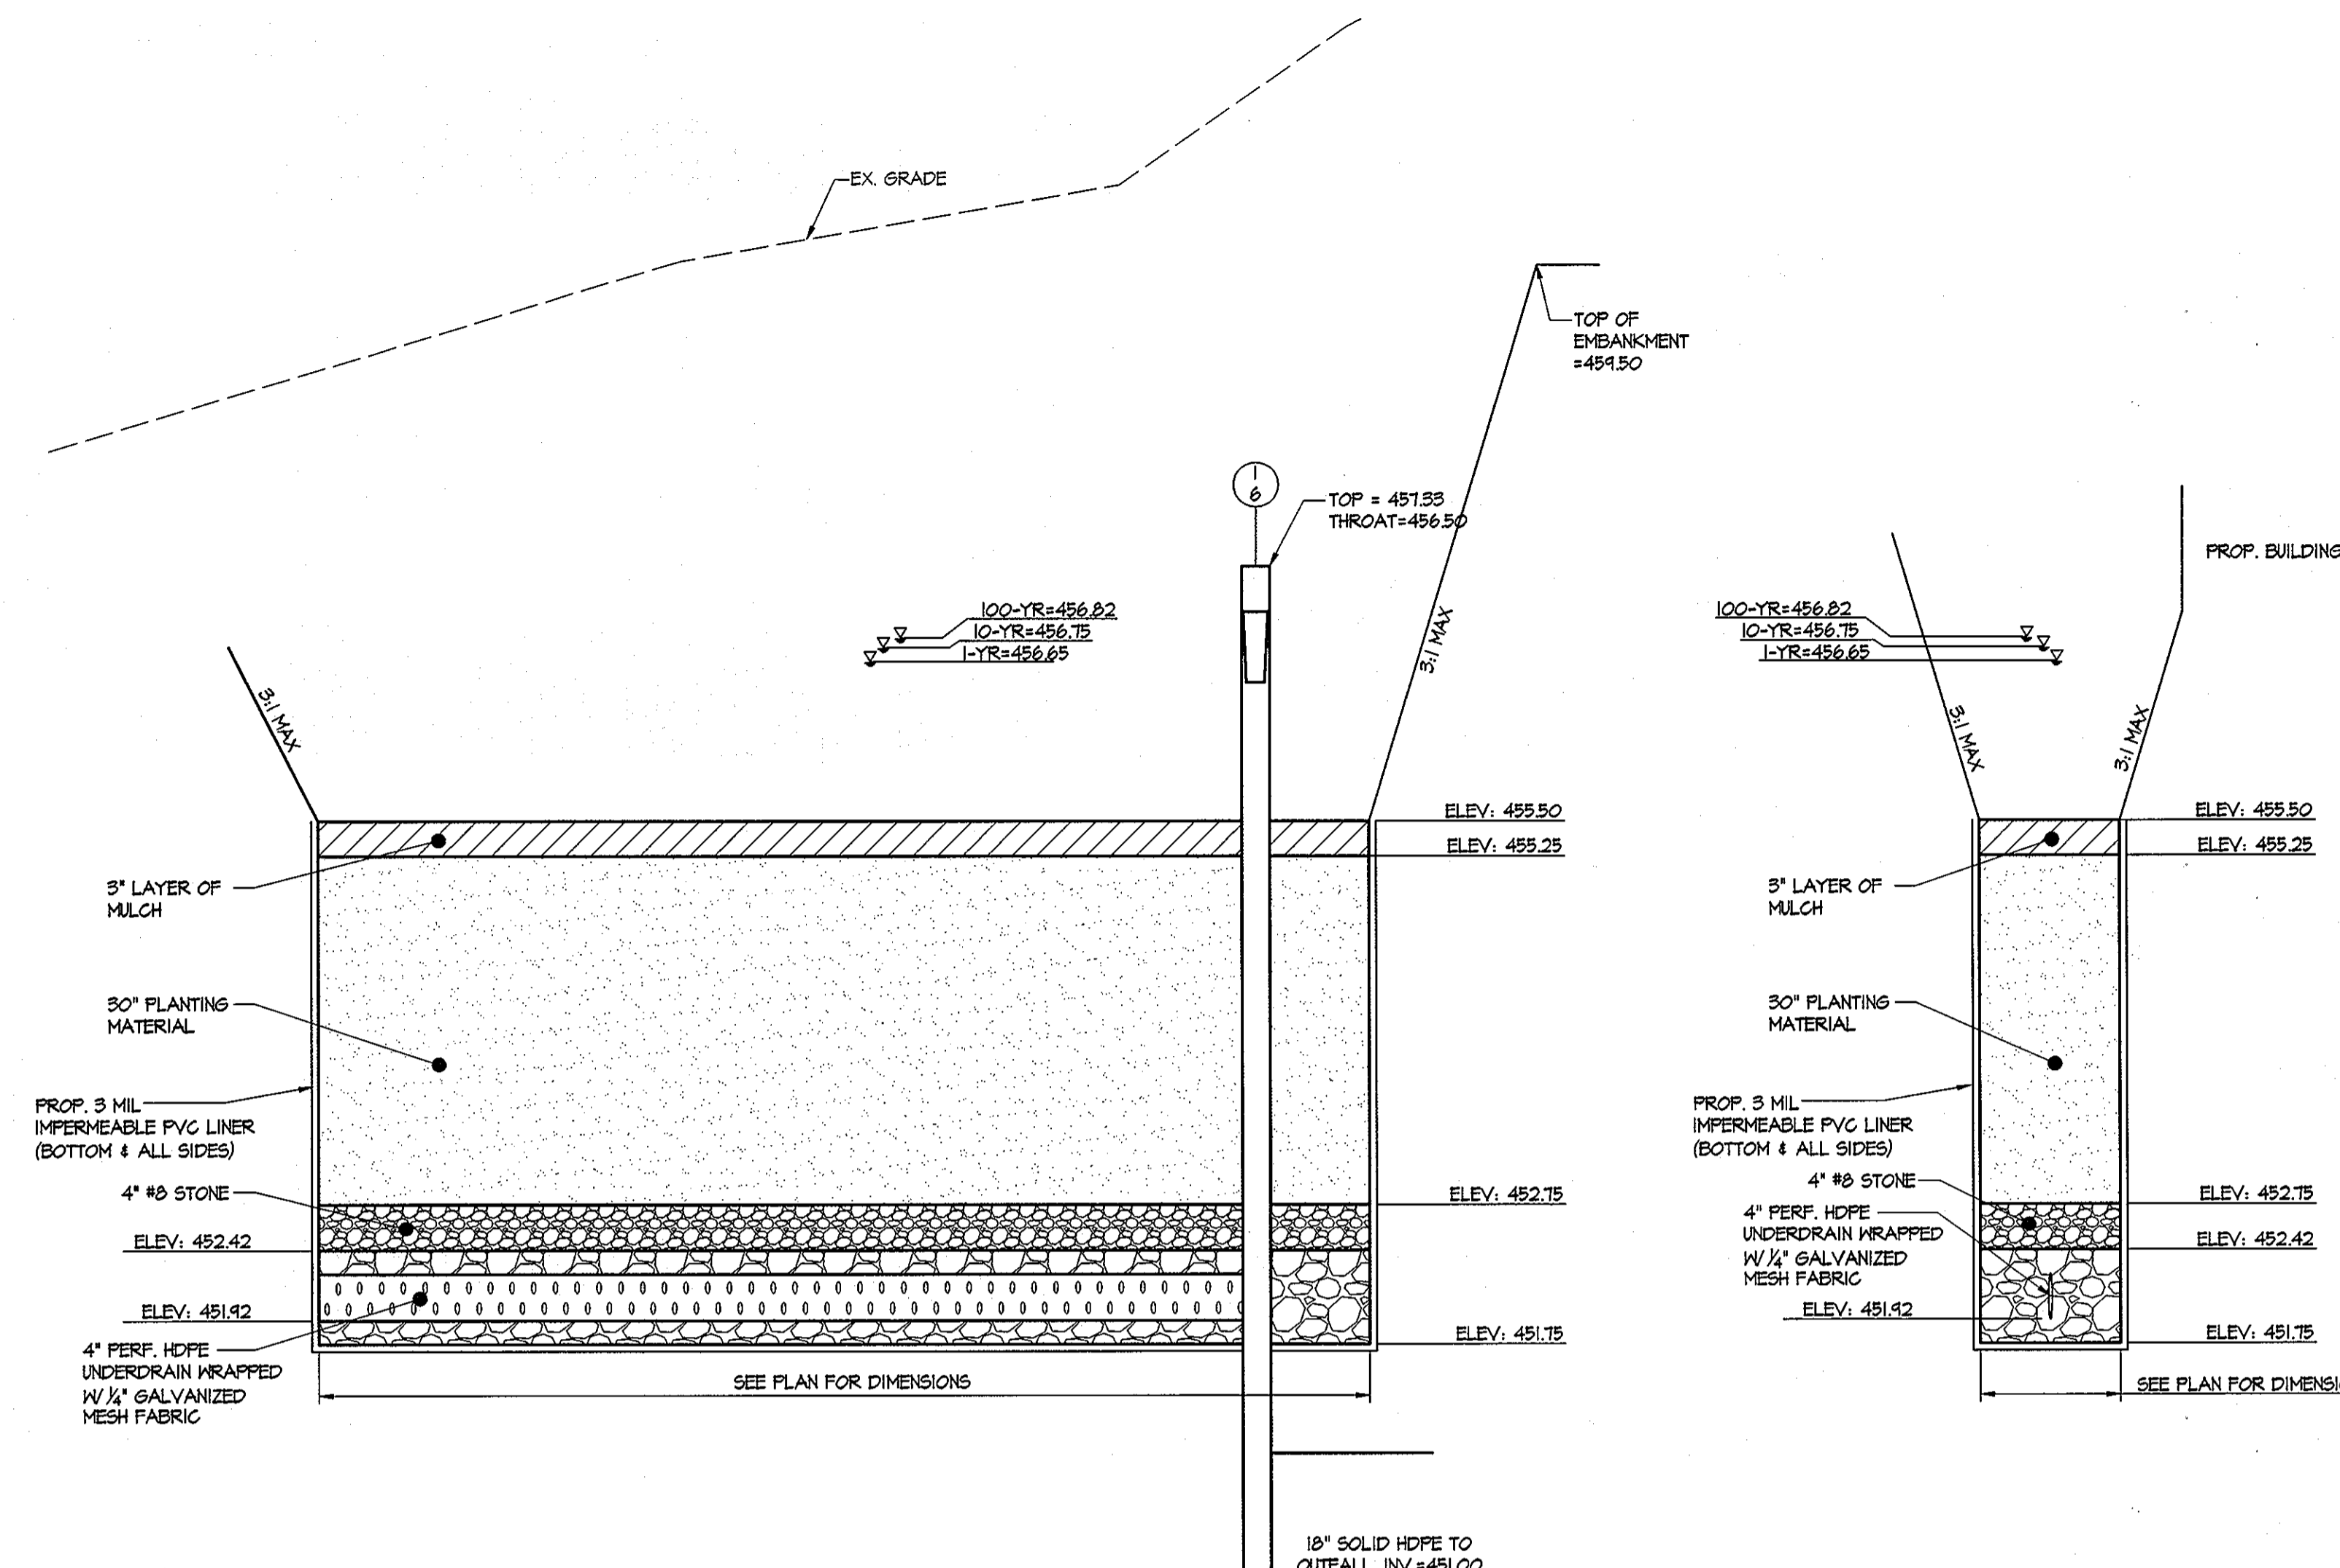 EX. GRADE
TOP OF
EMBANKMENT
=459.50
1
6
TOP = 457.33
THROAT=456.50
100-YR=456.82
10-YR=456.75
1-YR=456.65
3:1 MAX
3:1 MAX
ELEV: 455.50
ELEV: 455.25
3" LAYER OF
MULCH
30" PLANTING
MATERIAL
PROP. 3 MIL
IMPERMEABLE PVC LINER
(BOTTOM & ALL SIDES)
4" #8 STONE
ELEV: 452.75
ELEV: 452.42
ELEV: 451.92
ELEV: 451.75
4" PERF. HDPE
UNDERDRAIN WRAPPED
W/ 1/4" GALVANIZED
MESH FABRIC
SEE PLAN FOR DIMENSIONS
18" SOLID HDPE TO
OUTFALL INV.=451.00
PROP. BUILDING
100-YR=456.82
10-YR=456.75
1-YR=456.65
3:1 MAX
3:1 MAX
ELEV: 455.50
ELEV: 455.25
3" LAYER OF
MULCH
30" PLANTING
MATERIAL
PROP. 3 MIL
IMPERMEABLE PVC LINER
(BOTTOM & ALL SIDES)
4" #8 STONE
4" PERF. HDPE
UNDERDRAIN WRAPPED
W/ 1/4" GALVANIZED
MESH FABRIC
ELEV: 452.75
ELEV: 452.42
ELEV: 451.92
ELEV: 451.75
SEE PLAN FOR DIMENSI